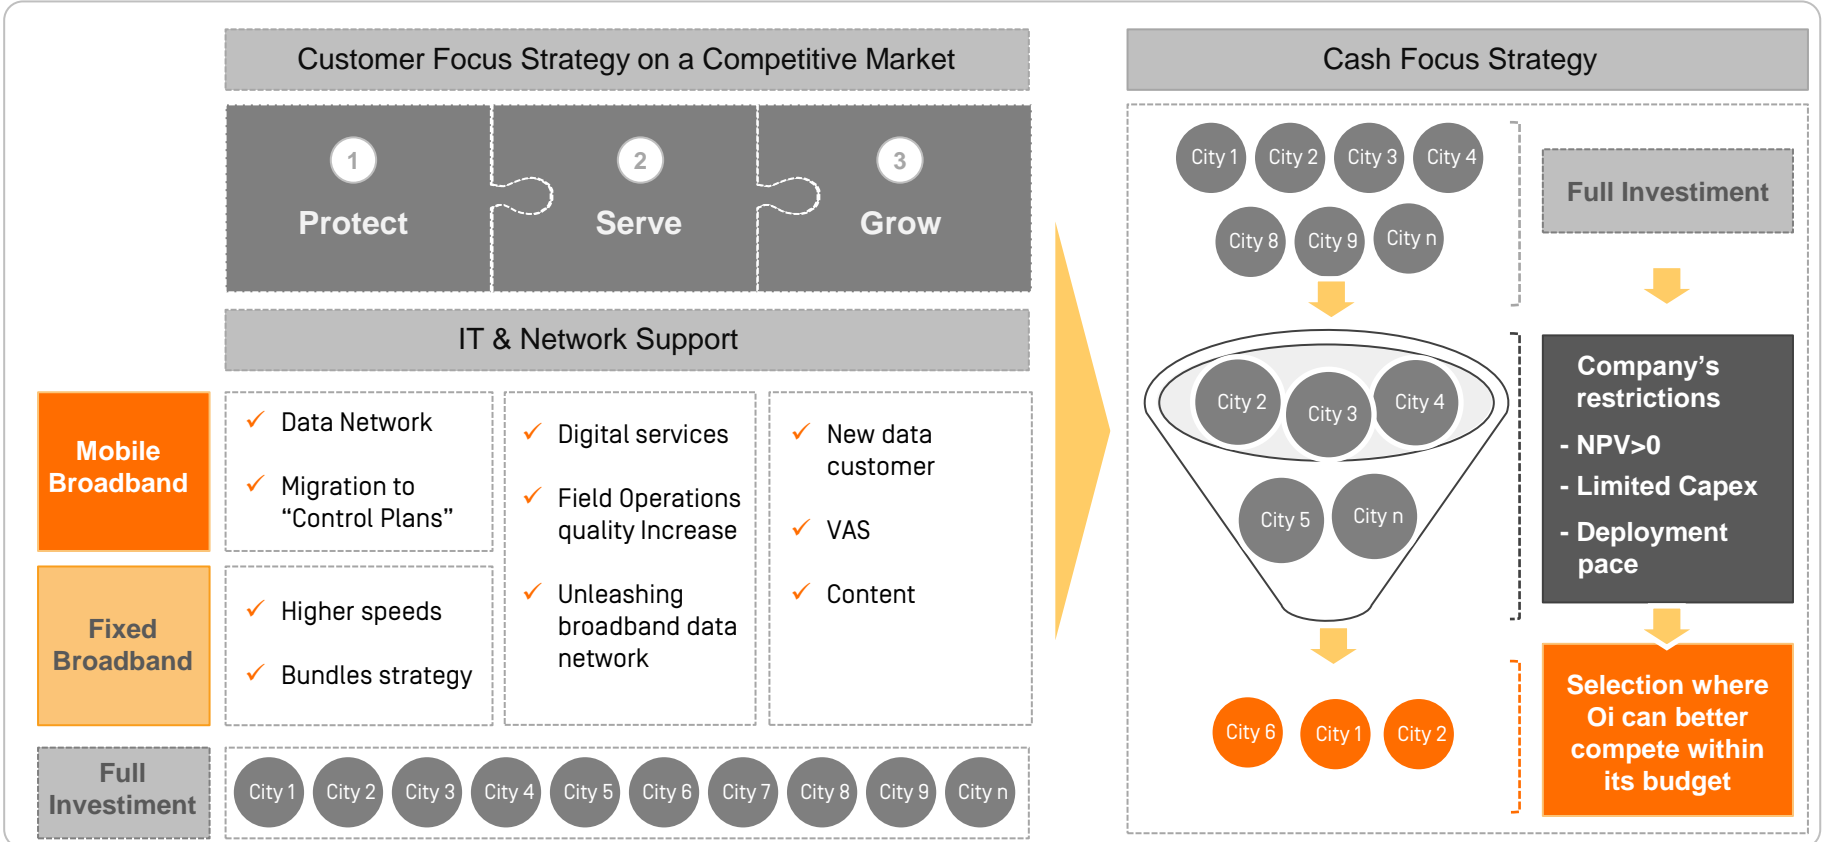 Customer Focus Strategy on a Competitive Market
1
Protect
2
Serve
3
Grow
IT & Network Support
Mobile
Broadband
✓ Data Network
✓ Migration to
“Control Plans”
Fixed
Broadband
✓ Higher speeds
✓ Bundles strategy
✓ Digital services
✓ Field Operations
quality Increase
✓ Unleashing
broadband data
network
✓ New data
customer
✓ VAS
✓ Content
Full
Investiment
City 1 City 2 City 3 City 4 City 5 City 6 City 7 City 8 City 9 City n
Cash Focus Strategy
City 1 City 2 City 3 City 4
City 8 City 9 City n
Full Investiment
City 2 City 3 City 4
City 5 City n
Company’s
restrictions
- NPV>0
- Limited Capex
- Deployment
pace
City 6 City 1 City 2
Selection where
Oi can better
compete within
its budget